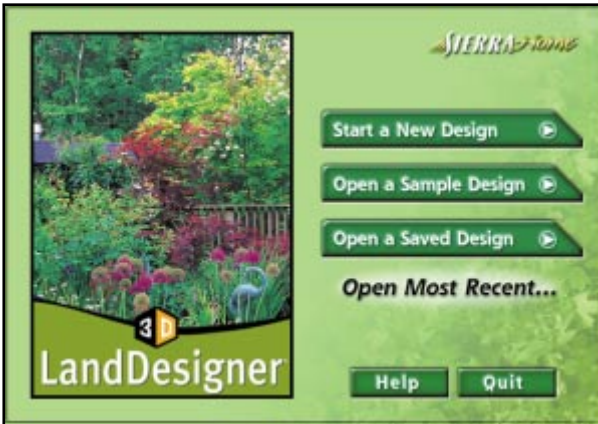 SIERRA Home
Start a New Design
Open a Sample Design
Open a Saved Design
Open Most Recent...
3D
LandDesigner
Help
Quit